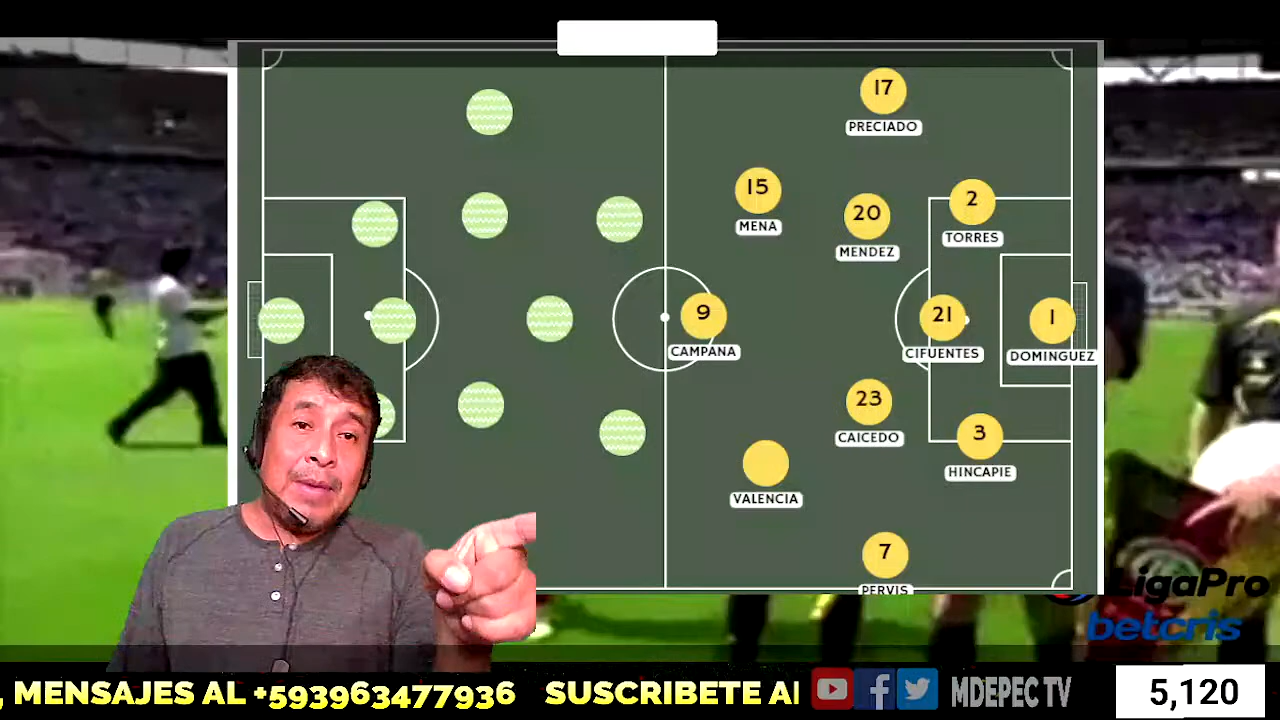 17
PRECIADO
15
MENA
20
MENDEZ
2
TORRES
9
CAMPANA
21
CIFUENTES
1
DOMINGUEZ
23
CAICEDO
3
HINCAPIE
VALENCIA
7
PERVIS
LigaPro
betcris
, MENSAJES AL +593963477936 SUSCRIBETE AL
MDEPEC TV
5,120